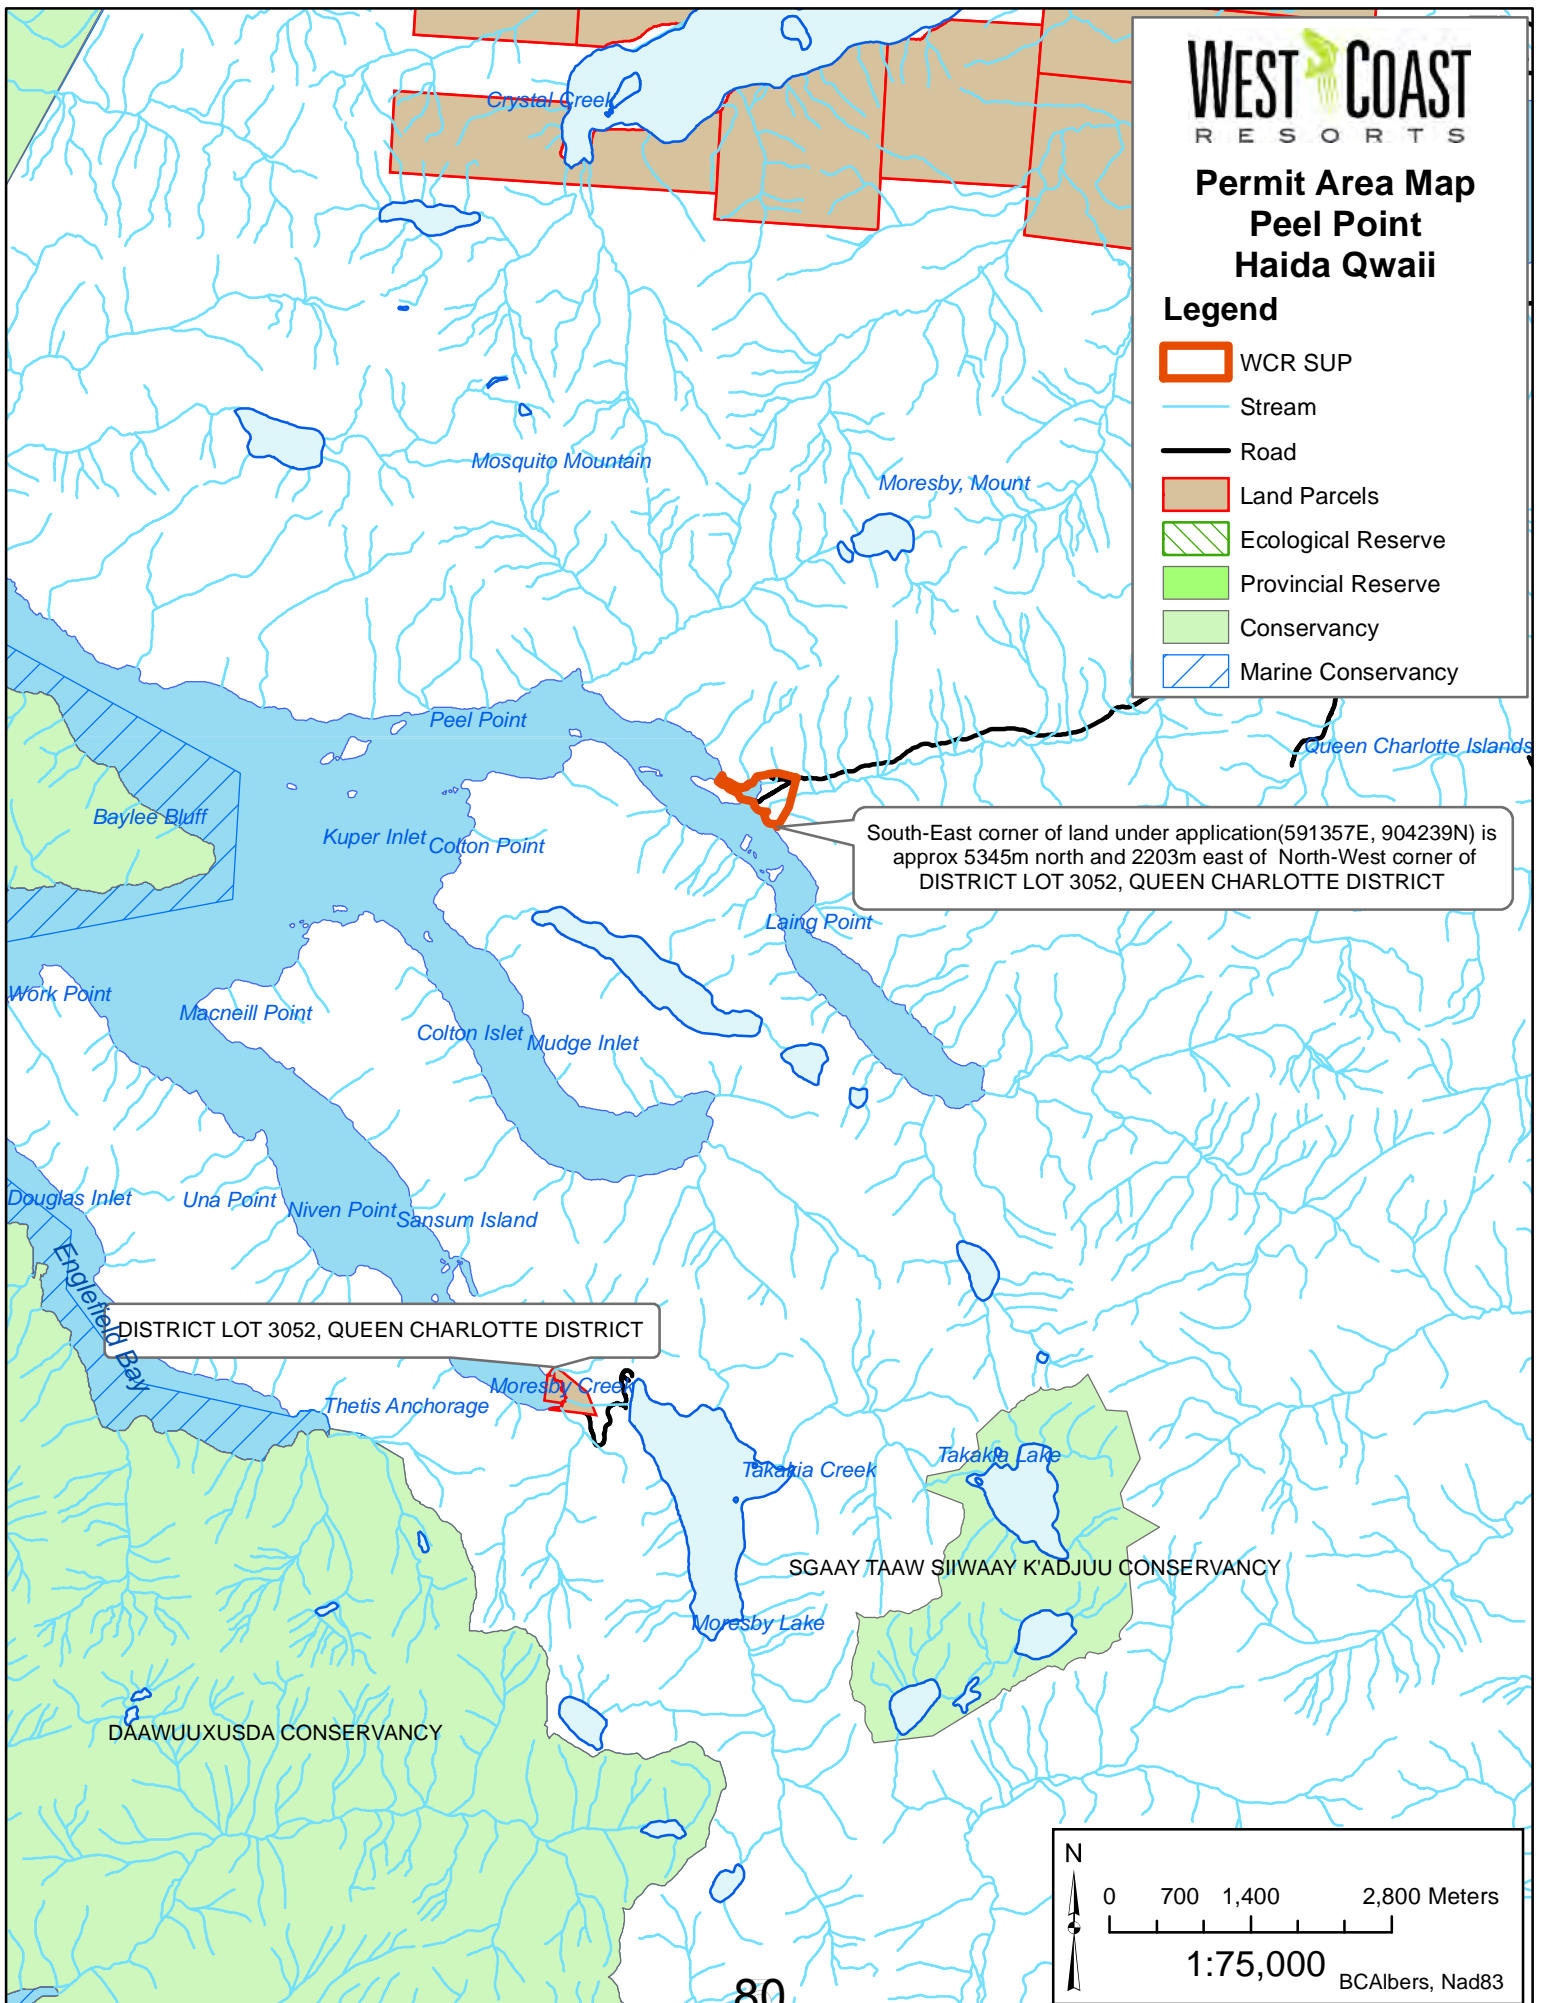 WEST COAST
RESORTS
Permit Area Map
Peel Point
Haida Qwaii
Legend
WCR SUP
Stream
Road
Land Parcels
Ecological Reserve
Provincial Reserve
Conservancy
Marine Conservancy
Crystal Creek
Mosquito Mountain
Moresby, Mount
Peel Point
Queen Charlotte Islands
Baylee Bluff
Kuper Inlet
Colton Point
South-East corner of land under application(591357E, 904239N) is
approx 5345m north and 2203m east of North-West corner of
DISTRICT LOT 3052, QUEEN CHARLOTTE DISTRICT
Laing Point
Work Point
Macneill Point
Colton Islet
Mudge Inlet
Douglas Inlet
Una Point
Niven Point
Sansum Island
Englefield Bay
DISTRICT LOT 3052, QUEEN CHARLOTTE DISTRICT
Moresby Creek
Thetis Anchorage
Takakia Creek
Takakia Lake
SGAAY TAAW SIIWAAY K'ADJUU CONSERVANCY
Moresby Lake
DAAWUUXUSDA CONSERVANCY
N
0 700 1,400 2,800 Meters
1:75,000
BCAlbers, Nad83
80